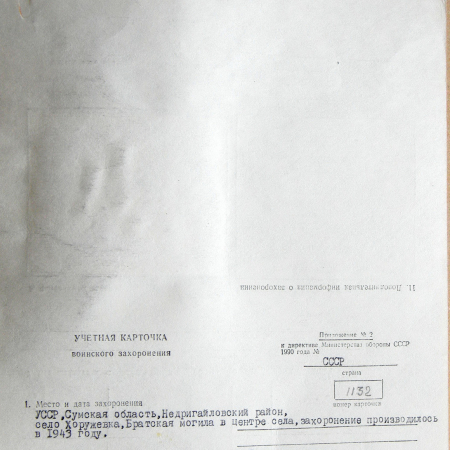 11. Дополнительная информация о захоронении
УЧЕТНАЯ КАРТОЧКА
воинского захоронения
Приложение № 2
к директиве Министерства обороны СССР
1990 года №
СССР
страна
1132
номер карточки
1. Место и дата захоронения
УССР,Сумская область,Недригайловский район,
село Хоружевка,Братская могила в центре села,захоронение производилось
в 1943 году.